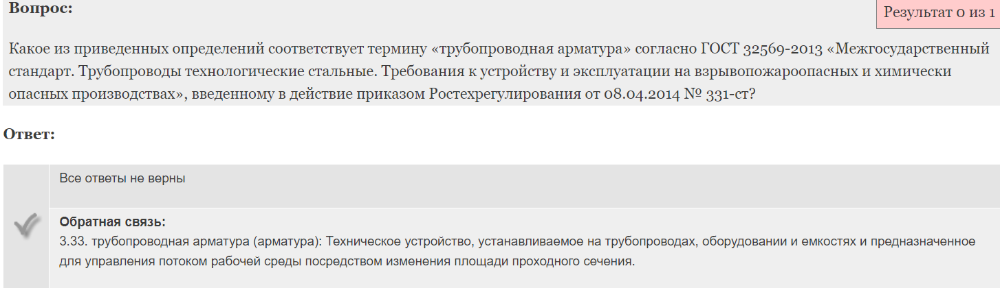 Вопрос:
Результат 0 из 1
Какое из приведенных определений соответствует термину «трубопроводная арматура» согласно ГОСТ 32569-2013 «Межгосударственный
стандарт. Трубопроводы технологические стальные. Требования к устройству и эксплуатации на взрывопожароопасных и химически
опасных производствах», введенному в действие приказом Ростехрегулирования от 08.04.2014 № 331-ст?
Ответ:
Все ответы не верны
Обратная связь:
3.33. трубопроводная арматура (арматура): Техническое устройство, устанавливаемое на трубопроводах, оборудовании и емкостях и предназначенное
для управления потоком рабочей среды посредством изменения площади проходного сечения.